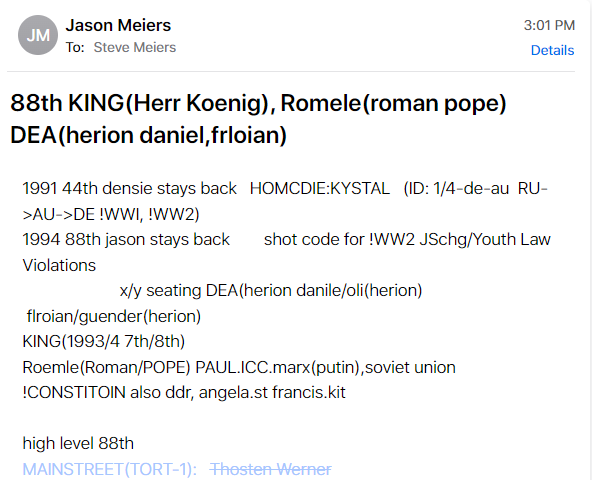 JM
Jason Meiers
3:01 PM
To: Steve Meiers
Details
88th KING(Herr Koenig), Romele(roman pope)
DEA(herion daniel,frloian)
1991 44th densie stays back HOMCDIE:KYSTAL (ID: 1/4-de-au RU-
>AU->DE !WWI, !WW2)
1994 88th jason stays back shot code for !WW2 JSchg/Youth Law
Violations
x/y seating DEA(herion danile/oli(herion)
flroian/guender(herion)
KING(1993/4 7th/8th)
Roemle(Roman/POPE) PAUL.ICC.marx(putin),soviet union
!CONSTITOIN also ddr, angela.st francis.kit
high level 88th
MAINSTREET(TORT-1): Thosten Werner